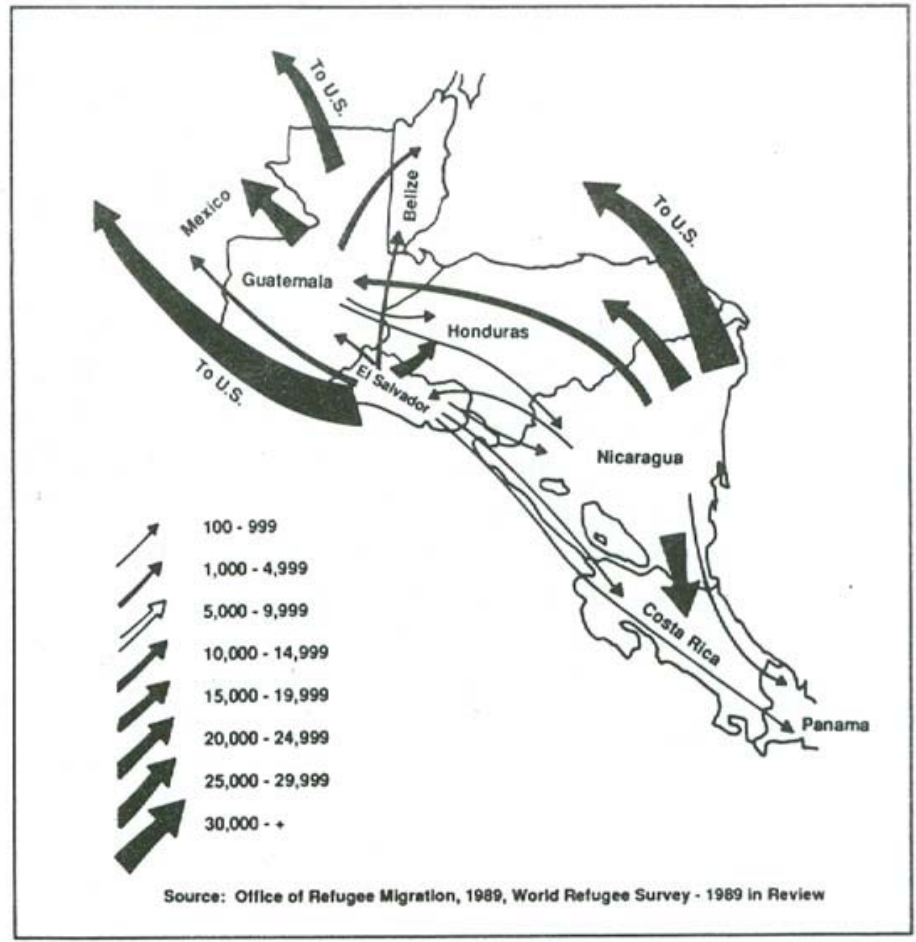 To U.S.
Mexico
Belize
To U.S.
Guatemala
Honduras
To U.S.
El Salvador
Nicaragua
Costa Rica
Panama
100 - 999
1,000 - 4,999
5,000 - 9,999
10,000 - 14,999
15,000 - 19,999
20,000 - 24,999
25,000 - 29,999
30,000 - +
Source: Office of Refugee Migration, 1989, World Refugee Survey - 1989 in Review